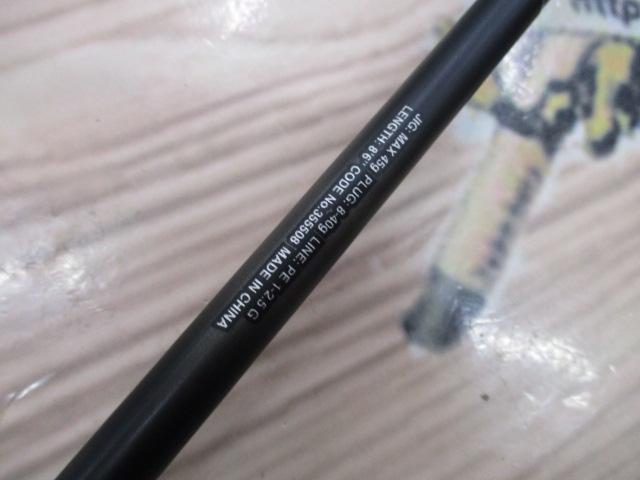 JIG: MAX 45g PLUG: 8-40g LINE: PE 1-2.5 G
LENGTH: 8'6" CODE No.355508 MADE IN CHINA
http